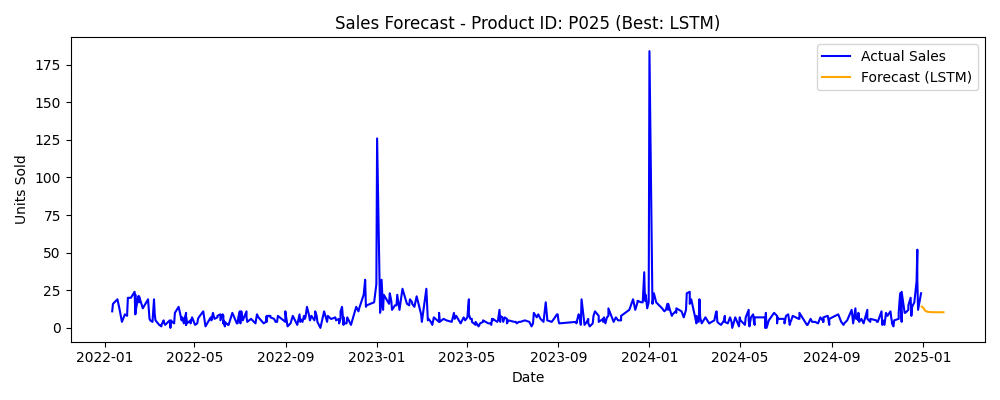 Sales Forecast - Product ID: P025 (Best: LSTM)
Actual Sales
Forecast (LSTM)
Units Sold
175
150
125
100
75
50
25
0
2022-01 2022-05 2022-09 2023-01 2023-05 2023-09 2024-01 2024-05 2024-09 2025-01
Date